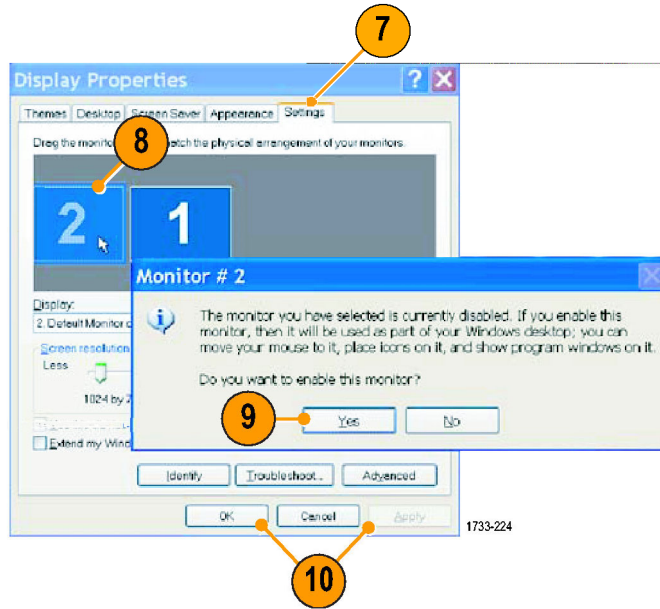 7
Display Properties
Themes Desktop Screen Saver Appearance Settings
8
Drag the monitor atch the physical arrangement of your monitors.
2 1
Monitor # 2
The monitor you have selected is currently disabled. If you enable this
monitor, then it will be used as part of your Windows desktop; you can
move your mouse to it, place icons on it, and show program windows on it.
Do you want to enable this monitor?
Display:
2. Default Monitor o
Screen resolution
Less
1024 by 7
9
Yes No
Extend my Wind
Identify Troubleshoot... Advanced
OK Cancel Apply
1733-224
10